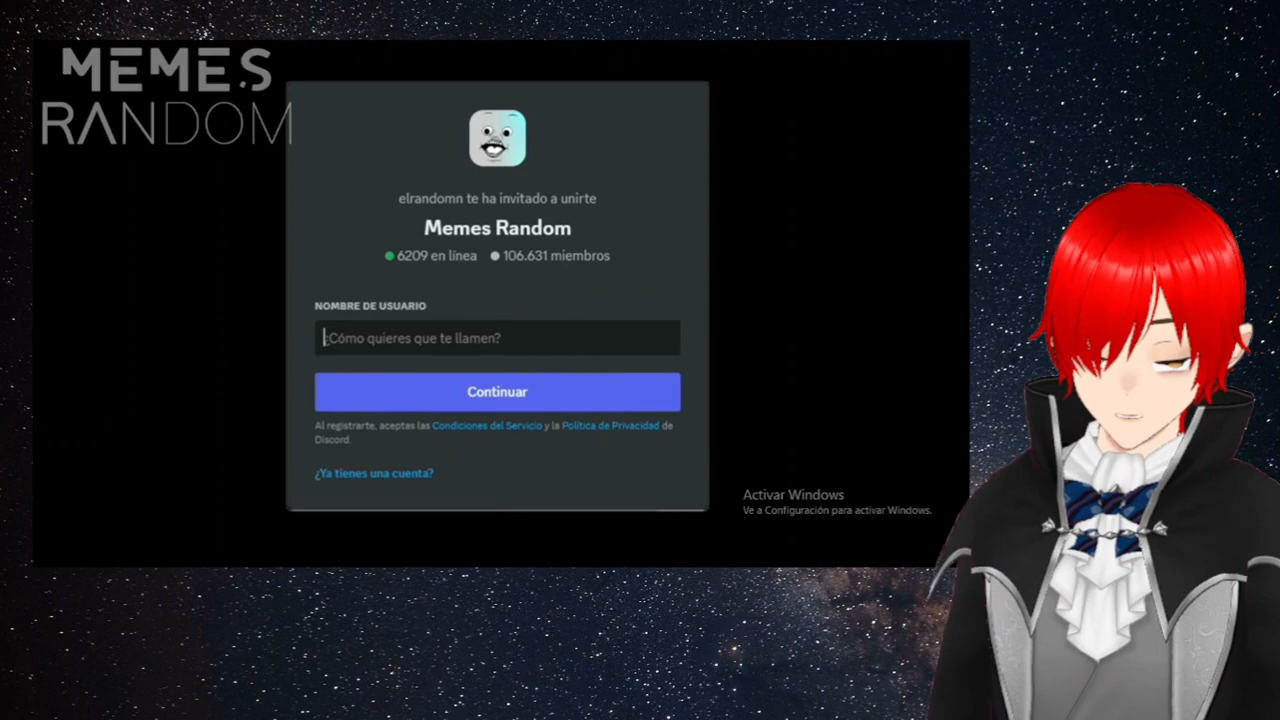 MEMES
RANDOM
elrandomn te ha invitado a unirte
Memes Random
6209 en línea 106.631 miembros
NOMBRE DE USUARIO
¿Cómo quieres que te llamen?
Continuar
Al registrarte, aceptas las Condiciones del Servicio y la Política de Privacidad de
Discord.
¿Ya tienes una cuenta?
Activar Windows
Ve a Configuración para activar Windows.